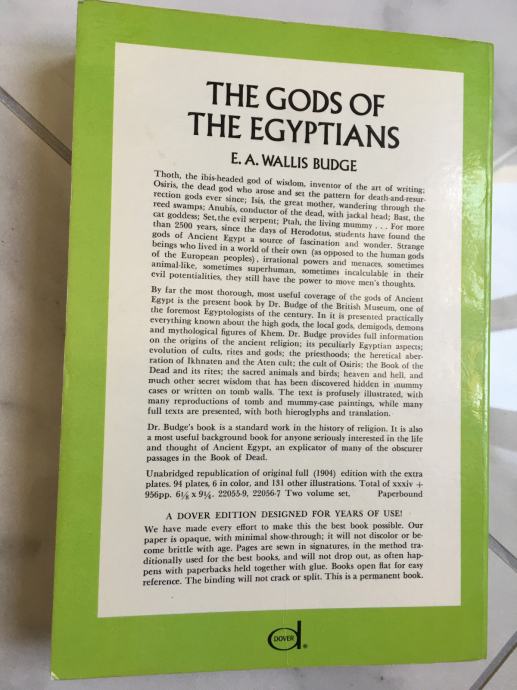 THE GODS OF
THE EGYPTIANS
E. A. WALLIS BUDGE
Thoth, the ibis-headed god of wisdom, inventor of the art of writing;
Osiris, the dead god who arose and set the pattern for death-and-resur-
rection gods ever since; Isis, the great mother, wandering through the
reed swamps; Anubis, conductor of the dead, with jackal head; Bast, the
cat goddess; Set, the evil serpent; Ptah, the living mummy . . . For more
than 2500 years, since the days of Herodotus, students have found the
gods of Ancient Egypt a source of fascination and wonder. Strange
beings who lived in a world of their own (as opposed to the human gods
of the European peoples), irrational powers and menaces, sometimes
animal-like, sometimes superhuman, sometimes incalculable in their
evil potentialities, they still have the power to move men's thoughts.
By far the most thorough, most useful coverage of the gods of Ancient
Egypt is the present book by Dr. Budge of the British Museum, one of
the foremost Egyptologists of the century. In it is presented practically
everything known about the high gods, the local gods, demigods, demons
and mythological figures of Khem. Dr. Budge provides full information
on the origins of the ancient religion; its peculiarly Egyptian aspects;
evolution of cults, rites and gods; the priesthoods; the heretical aber-
ration of Ikhnaten and the Aten cult; the cult of Osiris; the Book of the
Dead and its rites; the sacred animals and birds; heaven and hell, and
much other secret wisdom that has been discovered hidden in mummy
cases or written on tomb walls. The text is profusely illustrated, with
many reproductions of tomb and mummy-case paintings, while many
full texts are presented, with both hieroglyphs and translation.
Dr. Budge's book is a standard work in the history of religion. It is also
a most useful background book for anyone seriously interested in the life
and thought of Ancient Egypt, an explicator of many of the obscurer
passages in the Book of Dead.
Unabridged republication of original full (1904) edition with the extra
plates. 94 plates, 6 in color, and 131 other illustrations. Total of xxxiv +
956pp. 6⅛ x 9¼. 22055-9, 22056-7 Two volume set, Paperbound
A DOVER EDITION DESIGNED FOR YEARS OF USE!
We have made every effort to make this the best book possible. Our
paper is opaque, with minimal show-through; it will not discolor or be-
come brittle with age. Pages are sewn in signatures, in the method tra-
ditionally used for the best books, and will not drop out, as often hap-
pens with paperbacks held together with glue. Books open flat for easy
reference. The binding will not crack or split. This is a permanent book.
DOVER ®